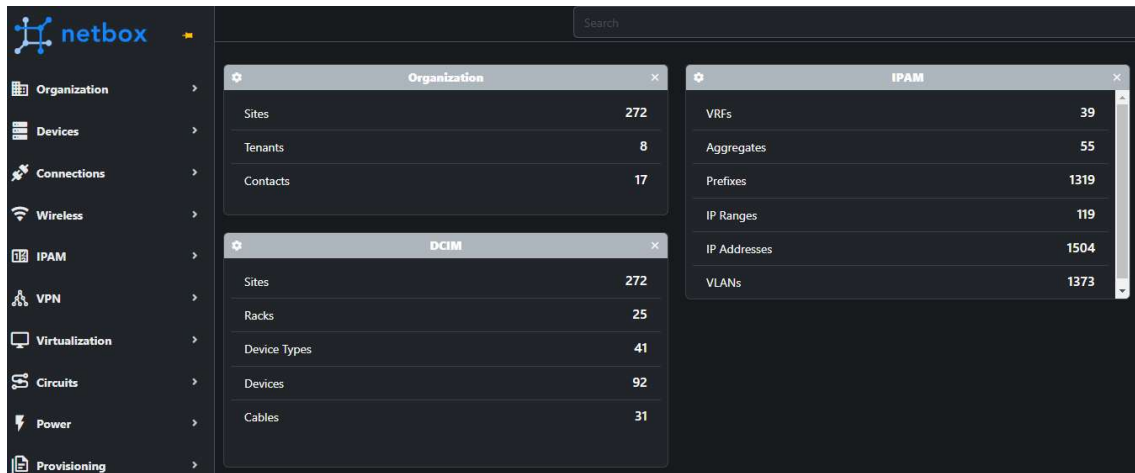 netbox
Search
Organization
Devices
Connections
Wireless
IPAM
VPN
Virtualization
Circuits
Power
Provisioning
Organization
Sites 272
Tenants 8
Contacts 17
DCIM
Sites 272
Racks 25
Device Types 41
Devices 92
Cables 31
IPAM
VRFs 39
Aggregates 55
Prefixes 1319
IP Ranges 119
IP Addresses 1504
VLANs 1373